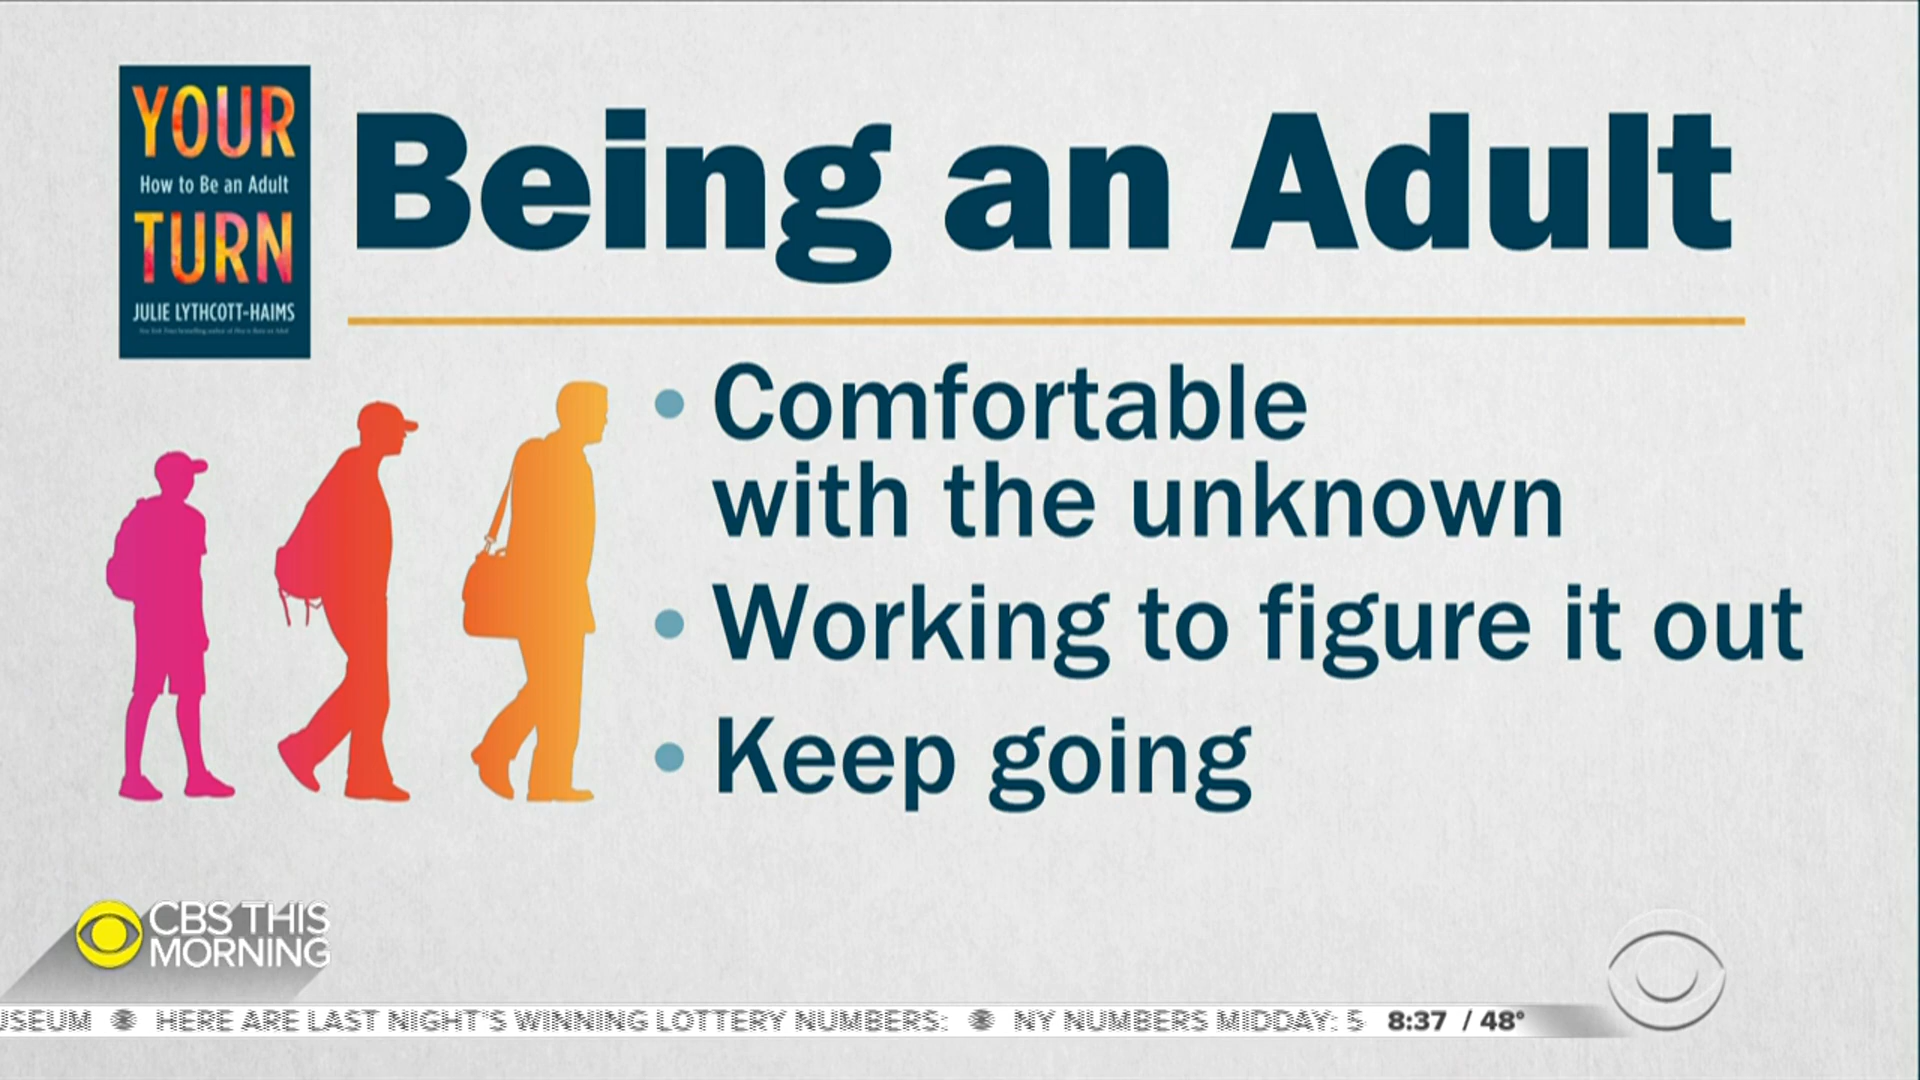 YOUR
How to Be an Adult
TURN
JULIE LYTHCOTT-HAIMS
Being an Adult
Comfortable
with the unknown
Working to figure it out
Keep going
CBS THIS
MORNING
USEUM HERE ARE LAST NIGHT'S WINNING LOTTERY NUMBERS: NY NUMBERS MIDDAY: 5 8:37 / 48°